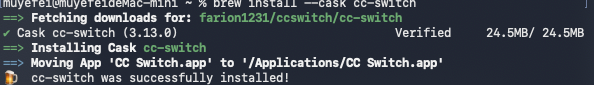 muyefei@muyefeideMac-mini ~ % brew install --cask cc-switch
==> Fetching downloads for: farion1231/ccswitch/cc-switch
✔ Cask cc-switch (3.13.0) Verified 24.5MB/ 24.5MB
==> Installing Cask cc-switch
==> Moving App 'CC Switch.app' to '/Applications/CC Switch.app'
🍺 cc-switch was successfully installed!